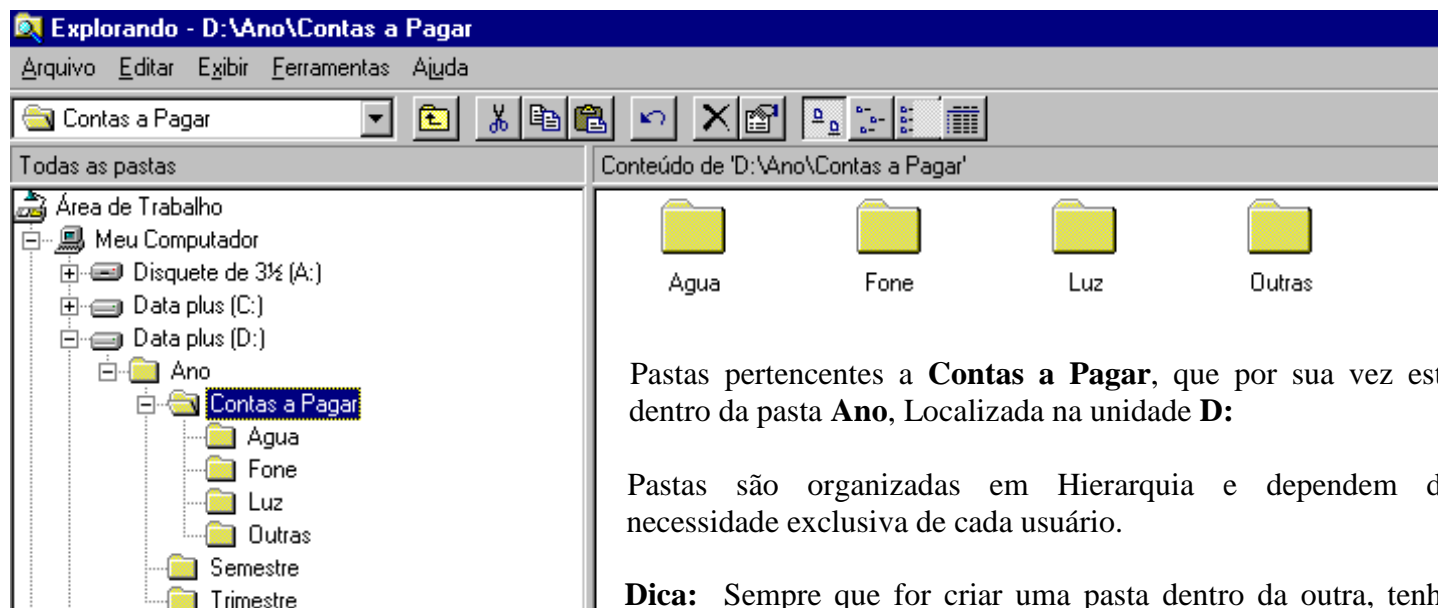 Explorando - D:\Ano\Contas a Pagar
Arquivo Editar Exibir Ferramentas Ajuda
Contas a Pagar
Todas as pastas
Conteúdo de 'D:\Ano\Contas a Pagar'
Área de Trabalho
Meu Computador
Disquete de 3½ (A:)
Data plus (C:)
Data plus (D:)
Ano
Contas a Pagar
Agua
Fone
Luz
Outras
Semestre
Trimestre
Agua Fone Luz Outras
Pastas pertencentes a Contas a Pagar, que por sua vez
dentro da pasta Ano, Localizada na unidade D:
Pastas são organizadas em Hierarquia e dependem
necessidade exclusiva de cada usuário.
Dica: Sempre que for criar uma pasta dentro da outra,